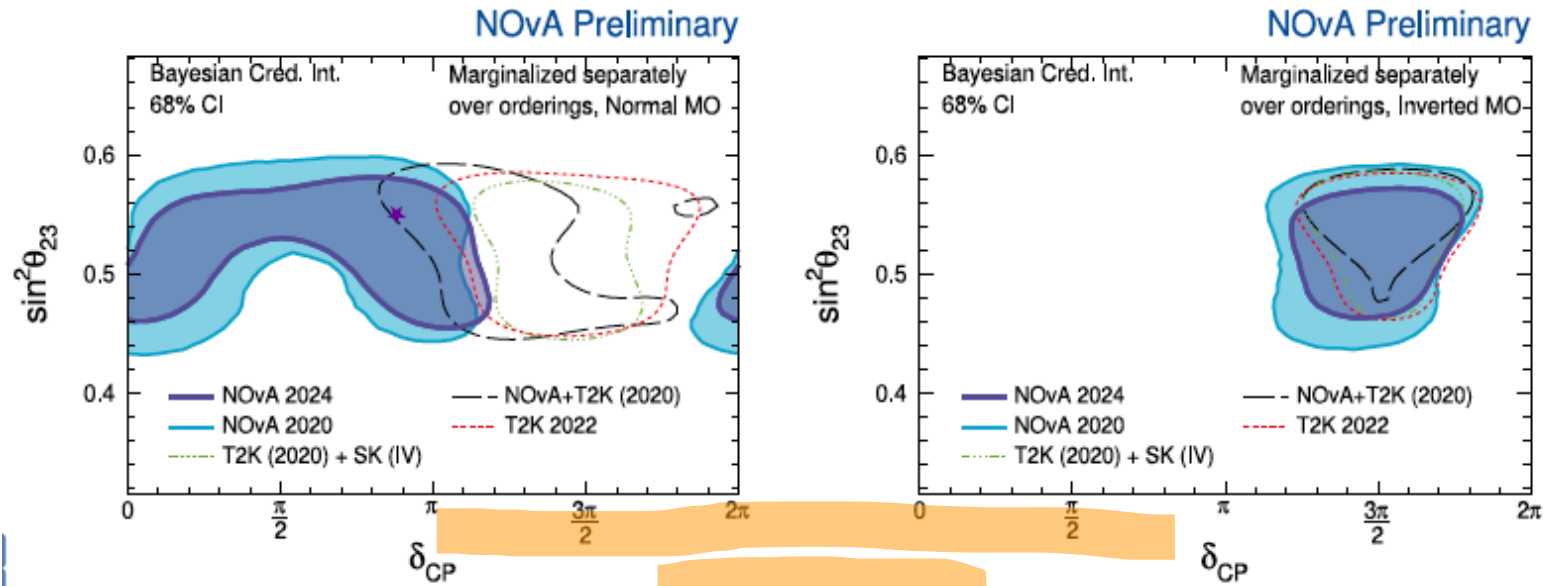 NOvA Preliminary
Bayesian Cred. Int.
68% CI
Marginalized separately
over orderings, Normal MO
sin²θ₂₃
0.6
0.5
0.4
NOvA 2024
NOvA 2020
T2K (2020) + SK (IV)
NOvA+T2K (2020)
T2K 2022
0
π/2
π
3π/2
2π
δCP
NOvA Preliminary
Bayesian Cred. Int.
68% CI
Marginalized separately
over orderings, Inverted MO
sin²θ₂₃
0.6
0.5
0.4
NOvA 2024
NOvA 2020
T2K (2020) + SK (IV)
NOvA+T2K (2020)
T2K 2022
0
π/2
π
3π/2
2π
δCP